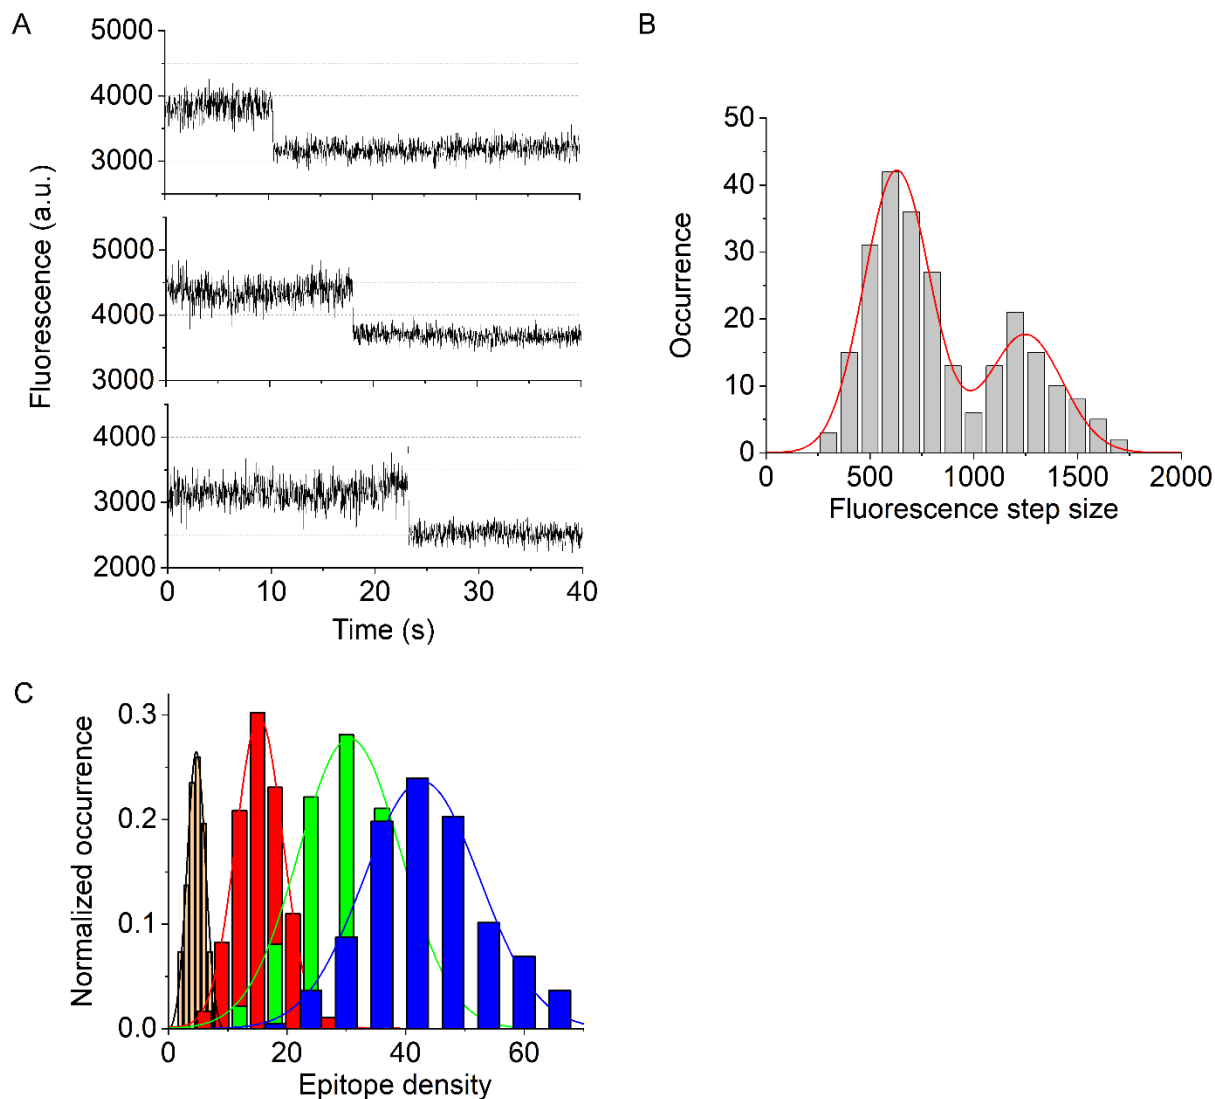 A
5000
4000
3000
5000
4000
3000
4000
3000
2000
0 10 20 30 40
Fluorescence (a.u.)
Time (s)
B
50
40
30
20
10
0
0 500 1000 1500 2000
Occurrence
Fluorescence step size
C
0.3
0.2
0.1
0.0
0 20 40 60
Normalized occurrence
Epitope density